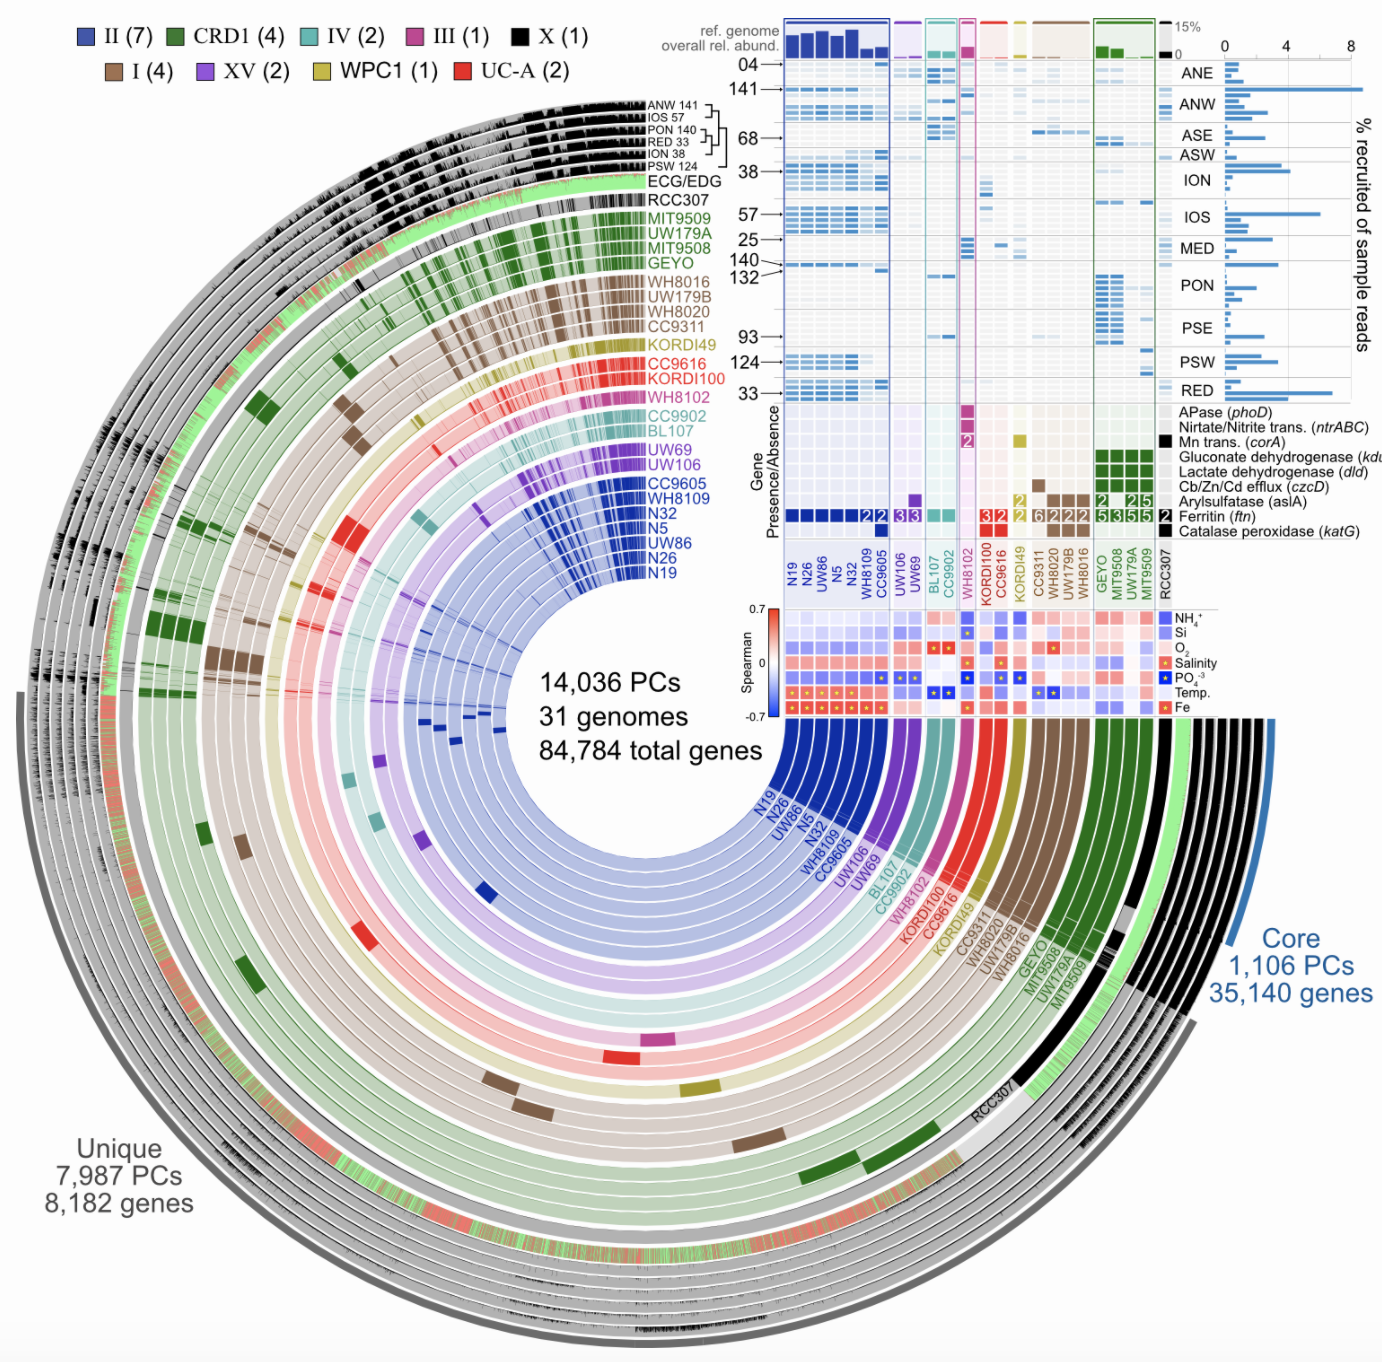 II (7) CRD1 (4) IV (2) III (1) X (1)
I (4) XV (2) WPC1 (1) UC-A (2)
ANW 141
IOS 57
PON 140
RED 33
ION 38
PSW 124
ECG/EDG
RCC307
MIT9509
UW179A
MIT9508
GEYO
WH8016
UW179B
WH8020
CC9311
KORDI49
CC9616
KORDI100
WH8102
CC9902
BL107
UW69
UW106
CC9605
WH8109
N32
N5
UW86
N26
N19
ref. genome
overall rel. abund.
15%
0
0 4 8
% recruited of sample reads
04
141
68
38
57
25
140
132
93
124
33
ANE
ANW
ASE
ASW
ION
IOS
MED
PON
PSE
PSW
RED
Gene
Presence/Absence
APase (phoD)
Nirtate/Nitrite trans. (ntrABC)
2 Mn trans. (corA)
Gluconate dehydrogenase (kdu
Lactate dehydrogenase (dld)
Cb/Zn/Cd efflux (czcD)
2 2 2 5 Arylsulfatase (aslA)
2 2 3 3 3 2 2 6 2 2 2 5 3 5 5 2 Ferritin (ftn)
Catalase peroxidase (katG)
N19 N26 UW86 N5 N32 WH8109 CC9605 UW106 UW69 BL107 CC9902 WH8102 KORDI100 CC9616 KORDI49 CC9311 WH8020 UW179B WH8016 GEYO MIT9508 UW179A MIT9509 RCC307
Spearman
0.7
0
-0.7
NH4+
Si
O2
Salinity
PO4-3
Temp.
Fe
14,036 PCs
31 genomes
84,784 total genes
N19
N26
UW86
N5
N32
WH8109
CC9605
UW106
UW69
BL107
CC9902
WH8102
KORDI100
CC9616
KORDI49
CC9311
WH8020
UW179B
WH8016
GEYO
MIT9508
UW179A
MIT9509
RCC307
Core
1,106 PCs
35,140 genes
Unique
7,987 PCs
8,182 genes